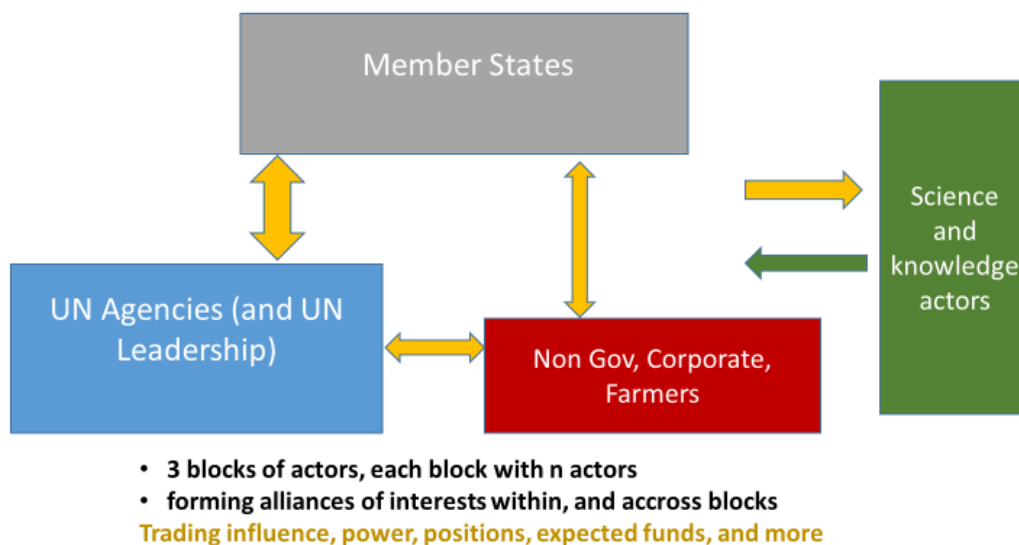 Member States
Science
and
knowledge
actors
UN Agencies (and UN
Leadership)
Non Gov, Corporate,
Farmers
• 3 blocks of actors, each block with n actors
• forming alliances of interests within, and accross blocks
Trading influence, power, positions, expected funds, and more